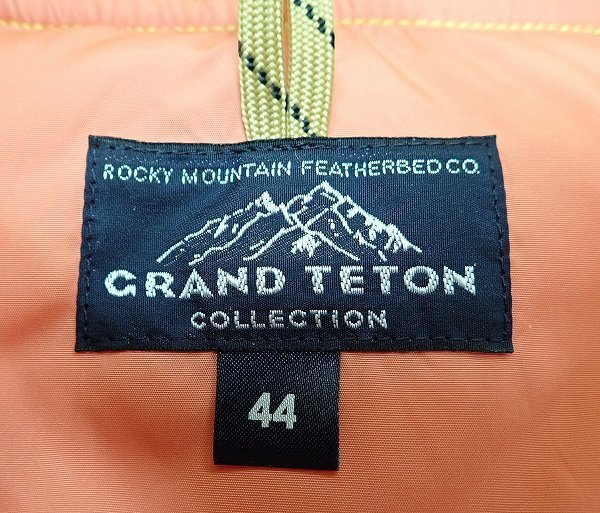 ROCKY MOUNTAIN FEATHERBED CO.
GRAND TETON
COLLECTION
44